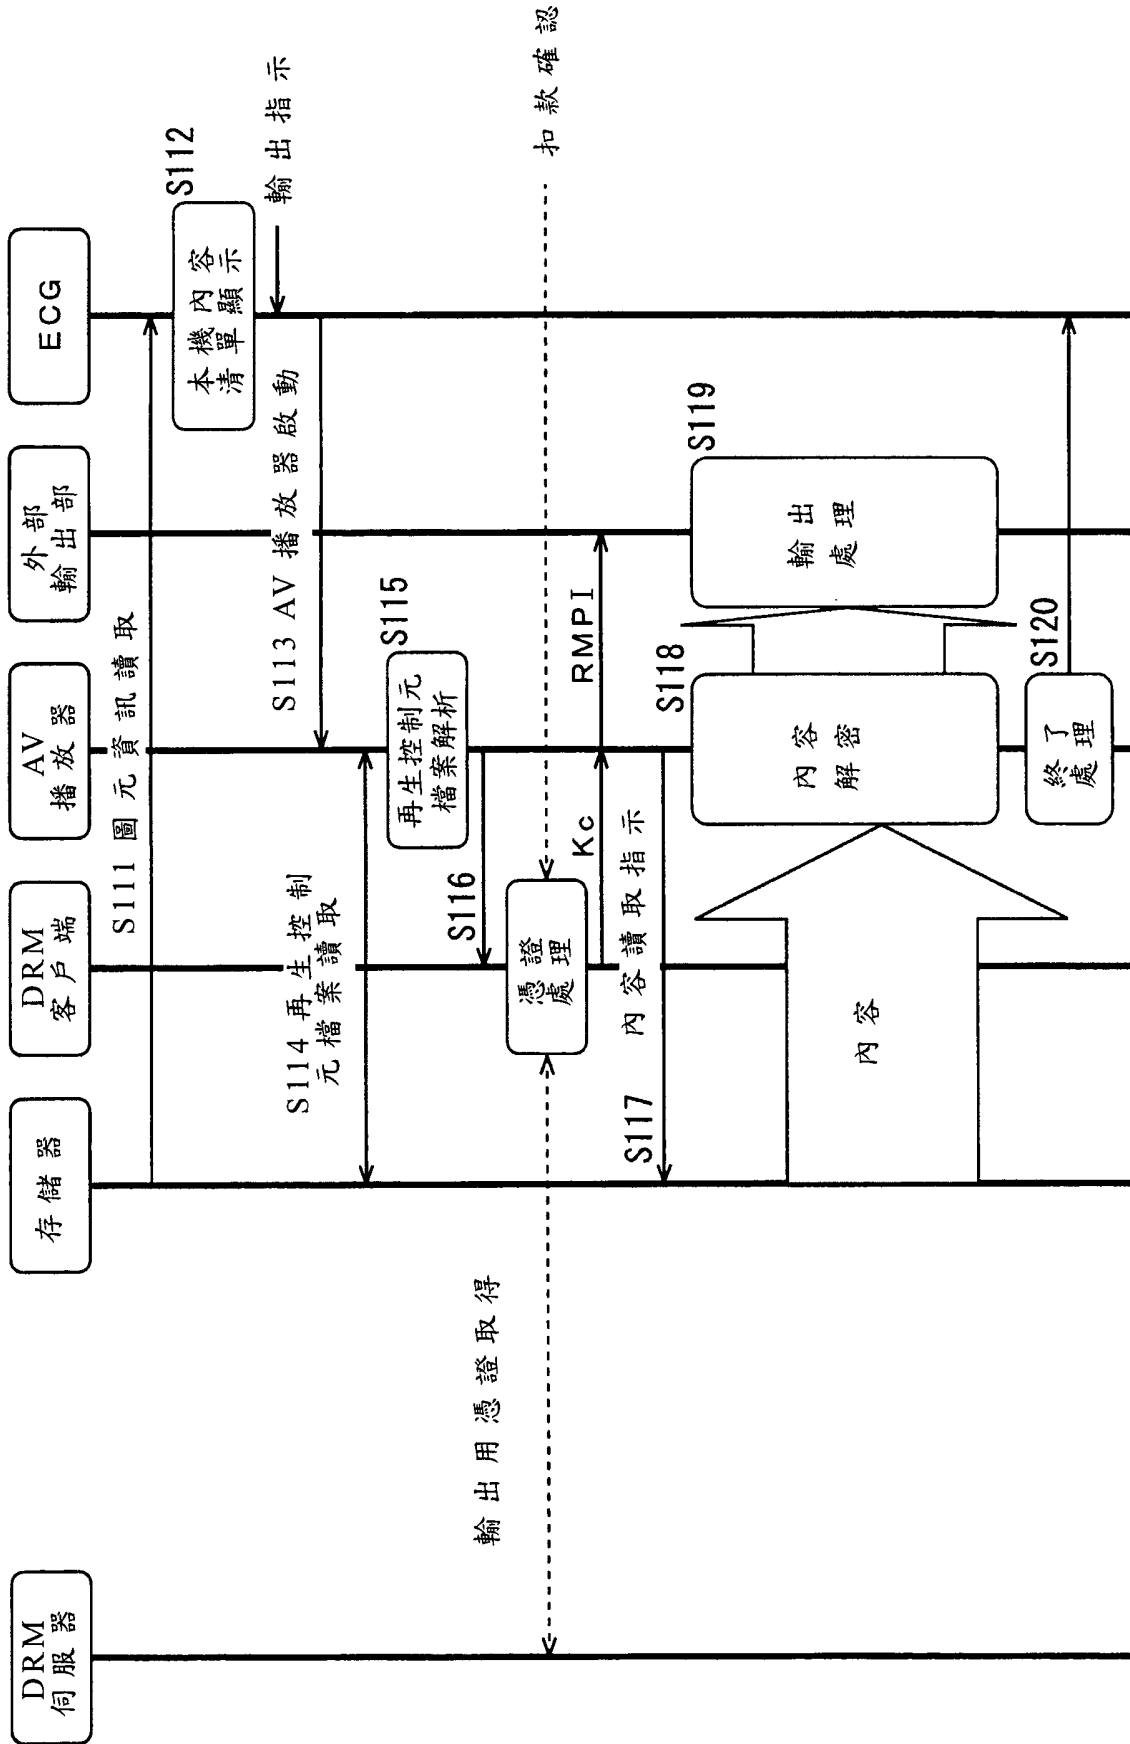 DRM
伺服器
存儲器
DRM
客戶端
AV
播放器
外部
輸出部
ECG
S111 圖元資訊讀取
本機內容
清單顯示
S112
輸出指示
S113 AV 播放器啟動
S114 再生控制
元檔案讀取
再生控制元
檔案解析
S115
S116
輸出用憑證取得
憑證
處理
扣款確認
Kc
RMPI
內容讀取指示
S117
內容
內容
解密
S118
輸出
處理
S119
終了
處理
S120